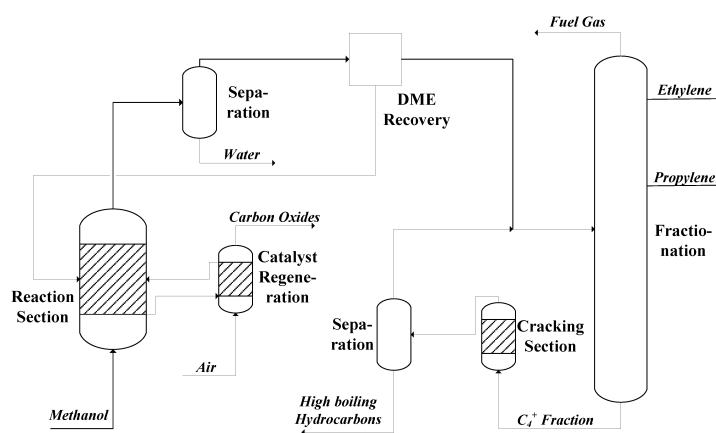 Fuel Gas
Sepa-
ration
DME
Recovery
Ethylene
Water
Propylene
Carbon Oxides
Catalyst
Regene-
ration
Fractio-
nation
Reaction
Section
Sepa-
ration
Cracking
Section
Air
Methanol
High boiling
Hydrocarbons
C₄⁺ Fraction